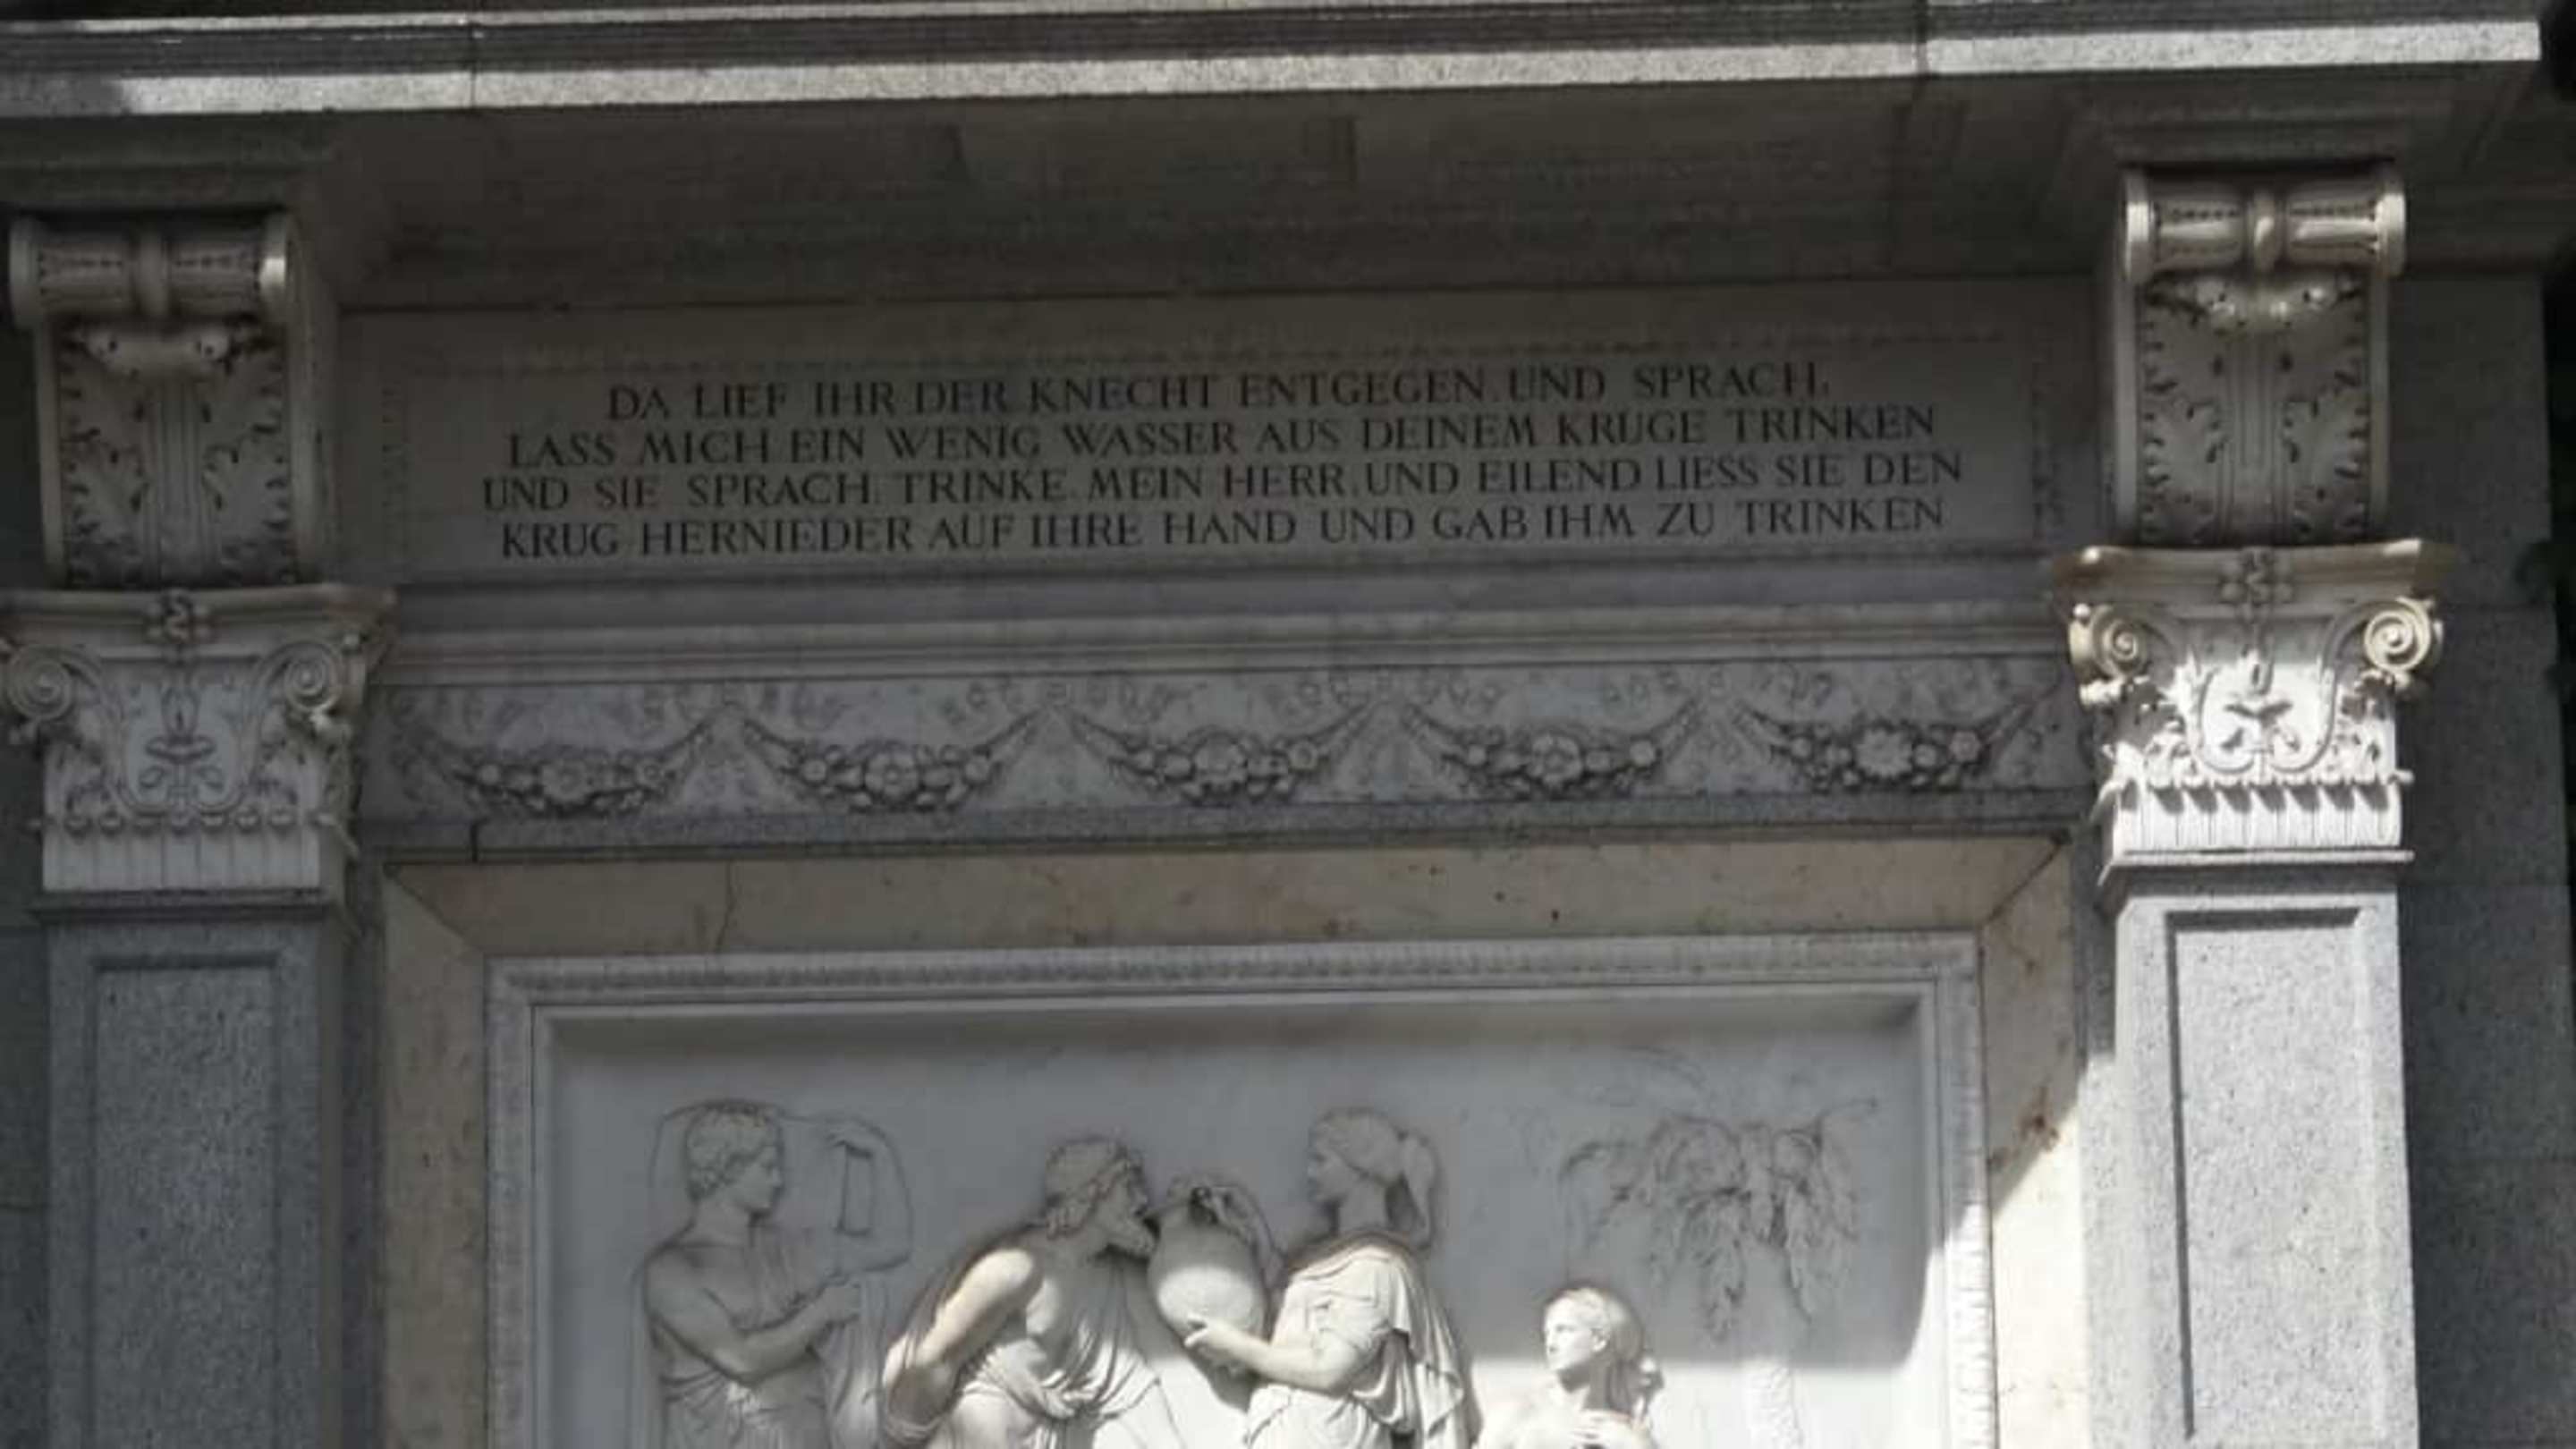 DA LIEF IHR DER KNECHT ENTGEGEN, UND SPRACH,
LASS MICH EIN WENIG WASSER AUS DEINEM KRUGE TRINKEN
UND SIE SPRACH: TRINKE, MEIN HERR, UND EILEND LIESS SIE DEN
KRUG HERNIEDER AUF IHRE HAND UND GAB IHM ZU TRINKEN